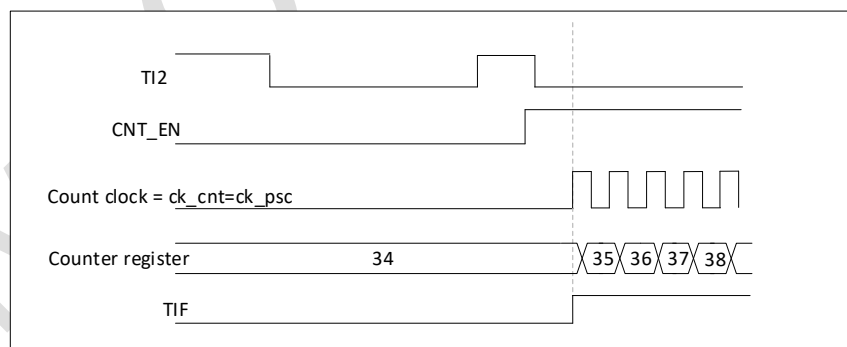 TI2
CNT_EN
Count clock = ck_cnt=ck_psc
Counter register 34 35 36 37 38
TIF